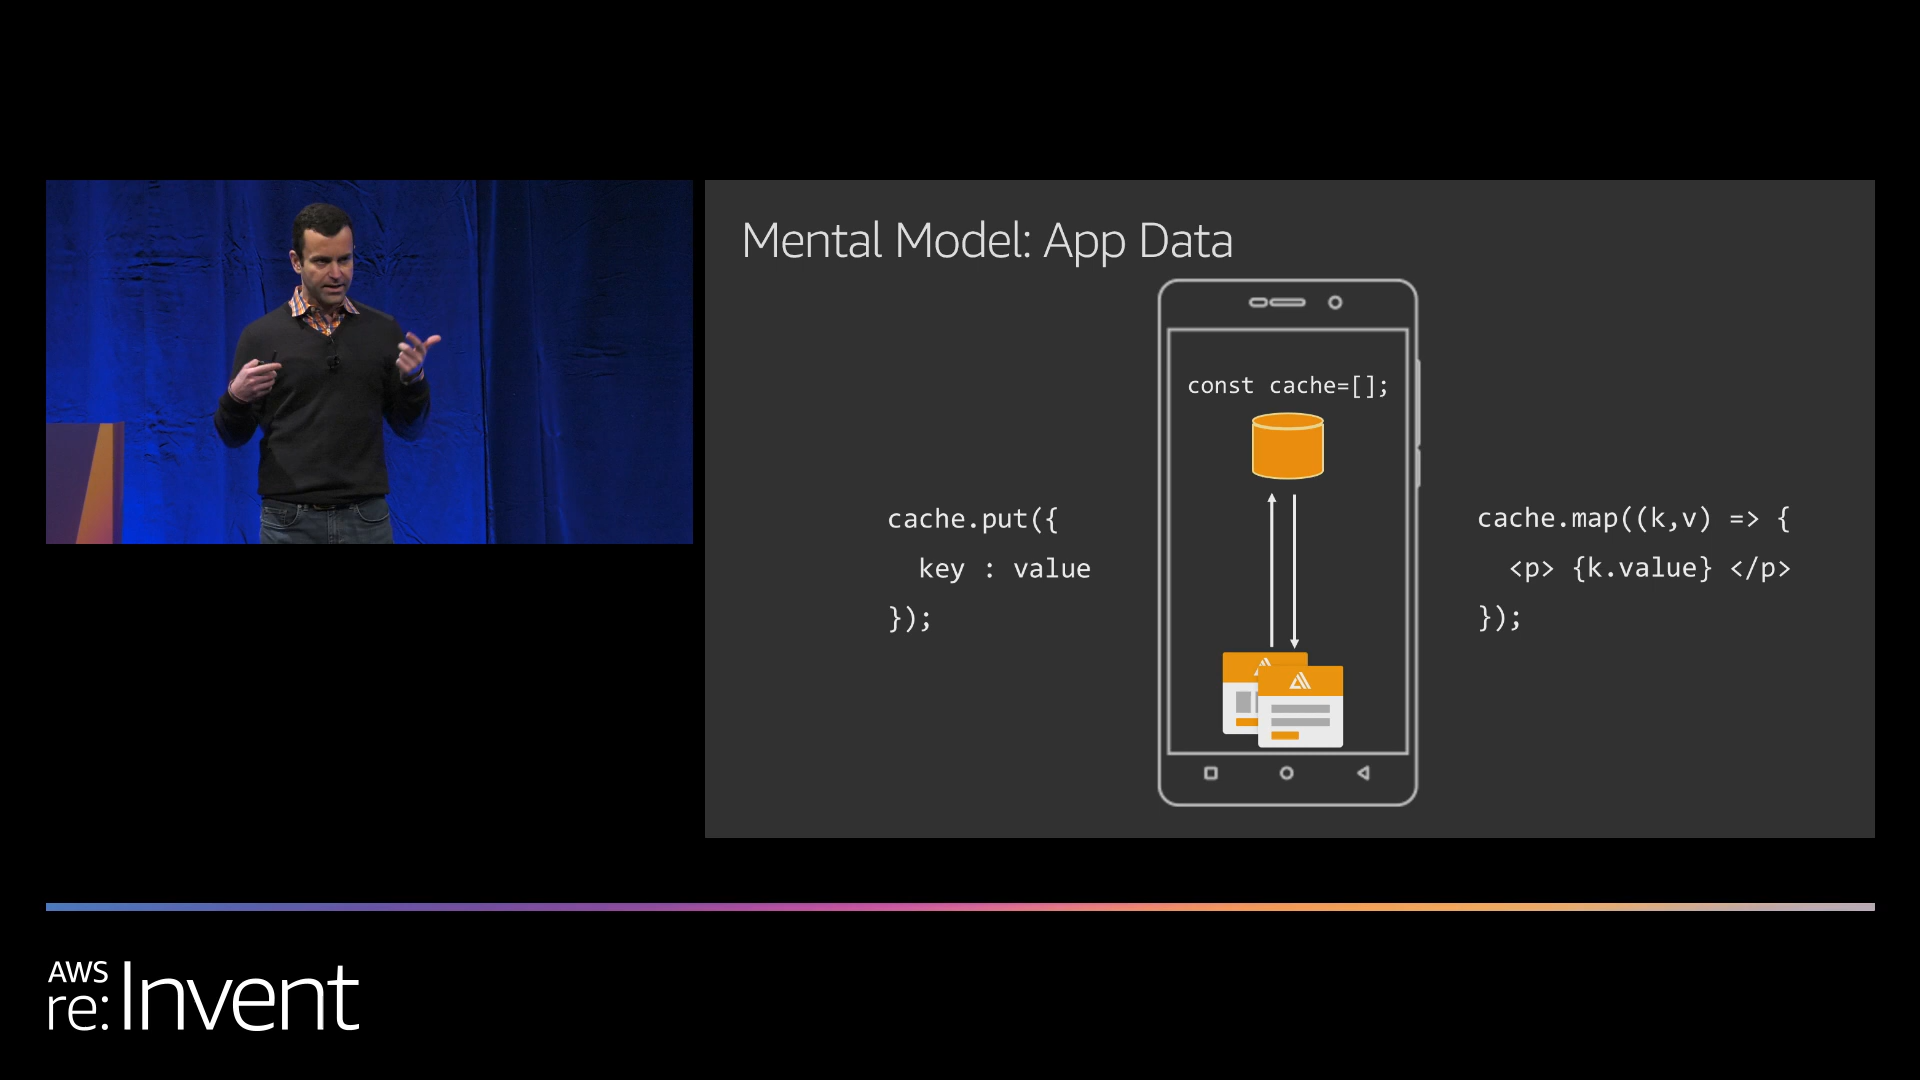 Mental Model: App Data
const cache=[];
cache.put({
key : value
});
cache.map((k,v) => {
<p> {k.value} </p>
});
AWS
re:Invent